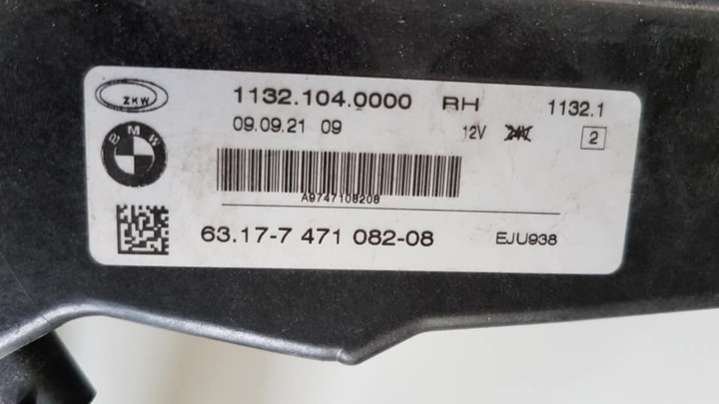 ZKW
1132.104.0000 RH 1132.1
BMW
09.09.21 09 12V 24V 2
A9747108208
63.17-7 471 082-08 EJU938